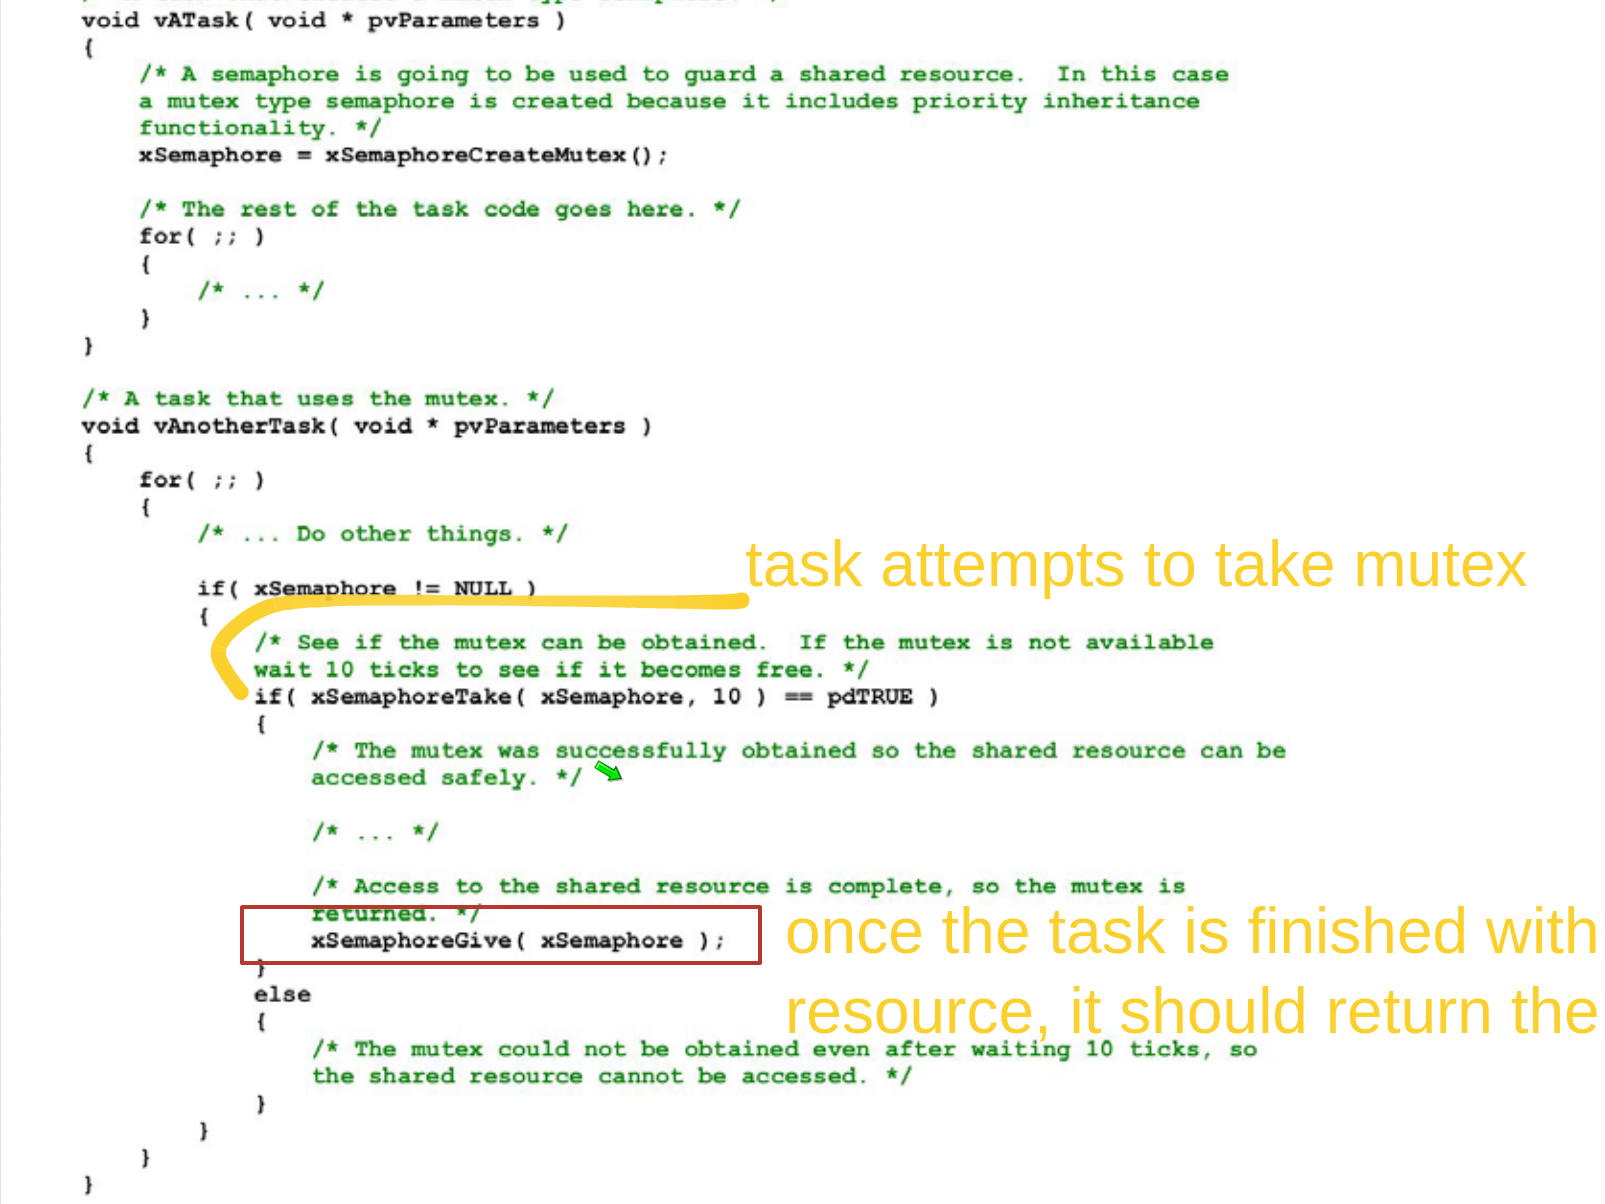 void vATask( void * pvParameters )
{
/* A semaphore is going to be used to guard a shared resource.  In this case
a mutex type semaphore is created because it includes priority inheritance
functionality. */
xSemaphore = xSemaphoreCreateMutex();
/* The rest of the task code goes here. */
for( ;; )
{
/* ... */
}
}
/* A task that uses the mutex. */
void vAnotherTask( void * pvParameters )
{
for( ;; )
{
/* ... Do other things. */
task attempts to take mutex
if( xSemaphore != NULL )
{
/* See if the mutex can be obtained.  If the mutex is not available
wait 10 ticks to see if it becomes free. */
if( xSemaphoreTake( xSemaphore, 10 ) == pdTRUE )
{
/* The mutex was successfully obtained so the shared resource can be
accessed safely. */
/* ... */
/* Access to the shared resource is complete, so the mutex is
returned. */
xSemaphoreGive( xSemaphore );
once the task is finished with
resource, it should return the
}
else
{
/* The mutex could not be obtained even after waiting 10 ticks, so
the shared resource cannot be accessed. */
}
}
}
}